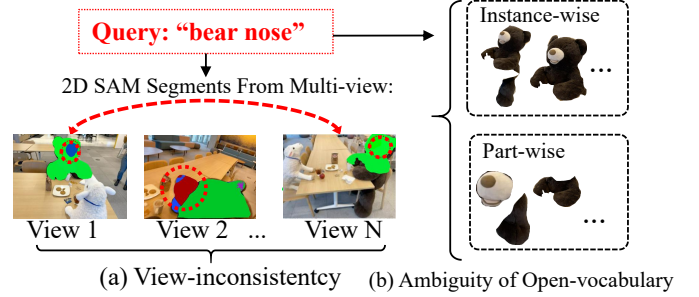 Query: “bear nose”
2D SAM Segments From Multi-view:
View 1 View 2 ... View N
(a) View-inconsistentcy
Instance-wise
...
Part-wise
...
(b) Ambiguity of Open-vocabulary